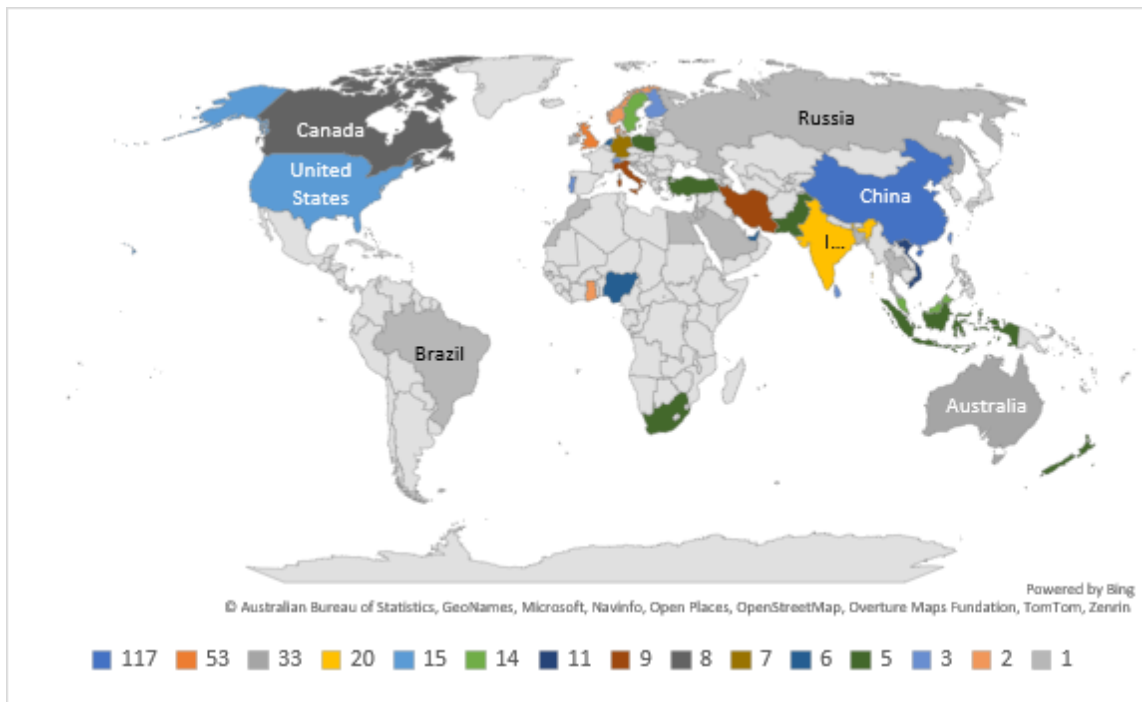 Canada
Russia
United
States
China
I...
Brazil
Australia
Powered by Bing
© Australian Bureau of Statistics, GeoNames, Microsoft, Navinfo, Open Places, OpenStreetMap, Overture Maps Fundation, TomTom, Zenrin
117 53 33 20 15 14 11 9 8 7 6 5 3 2 1